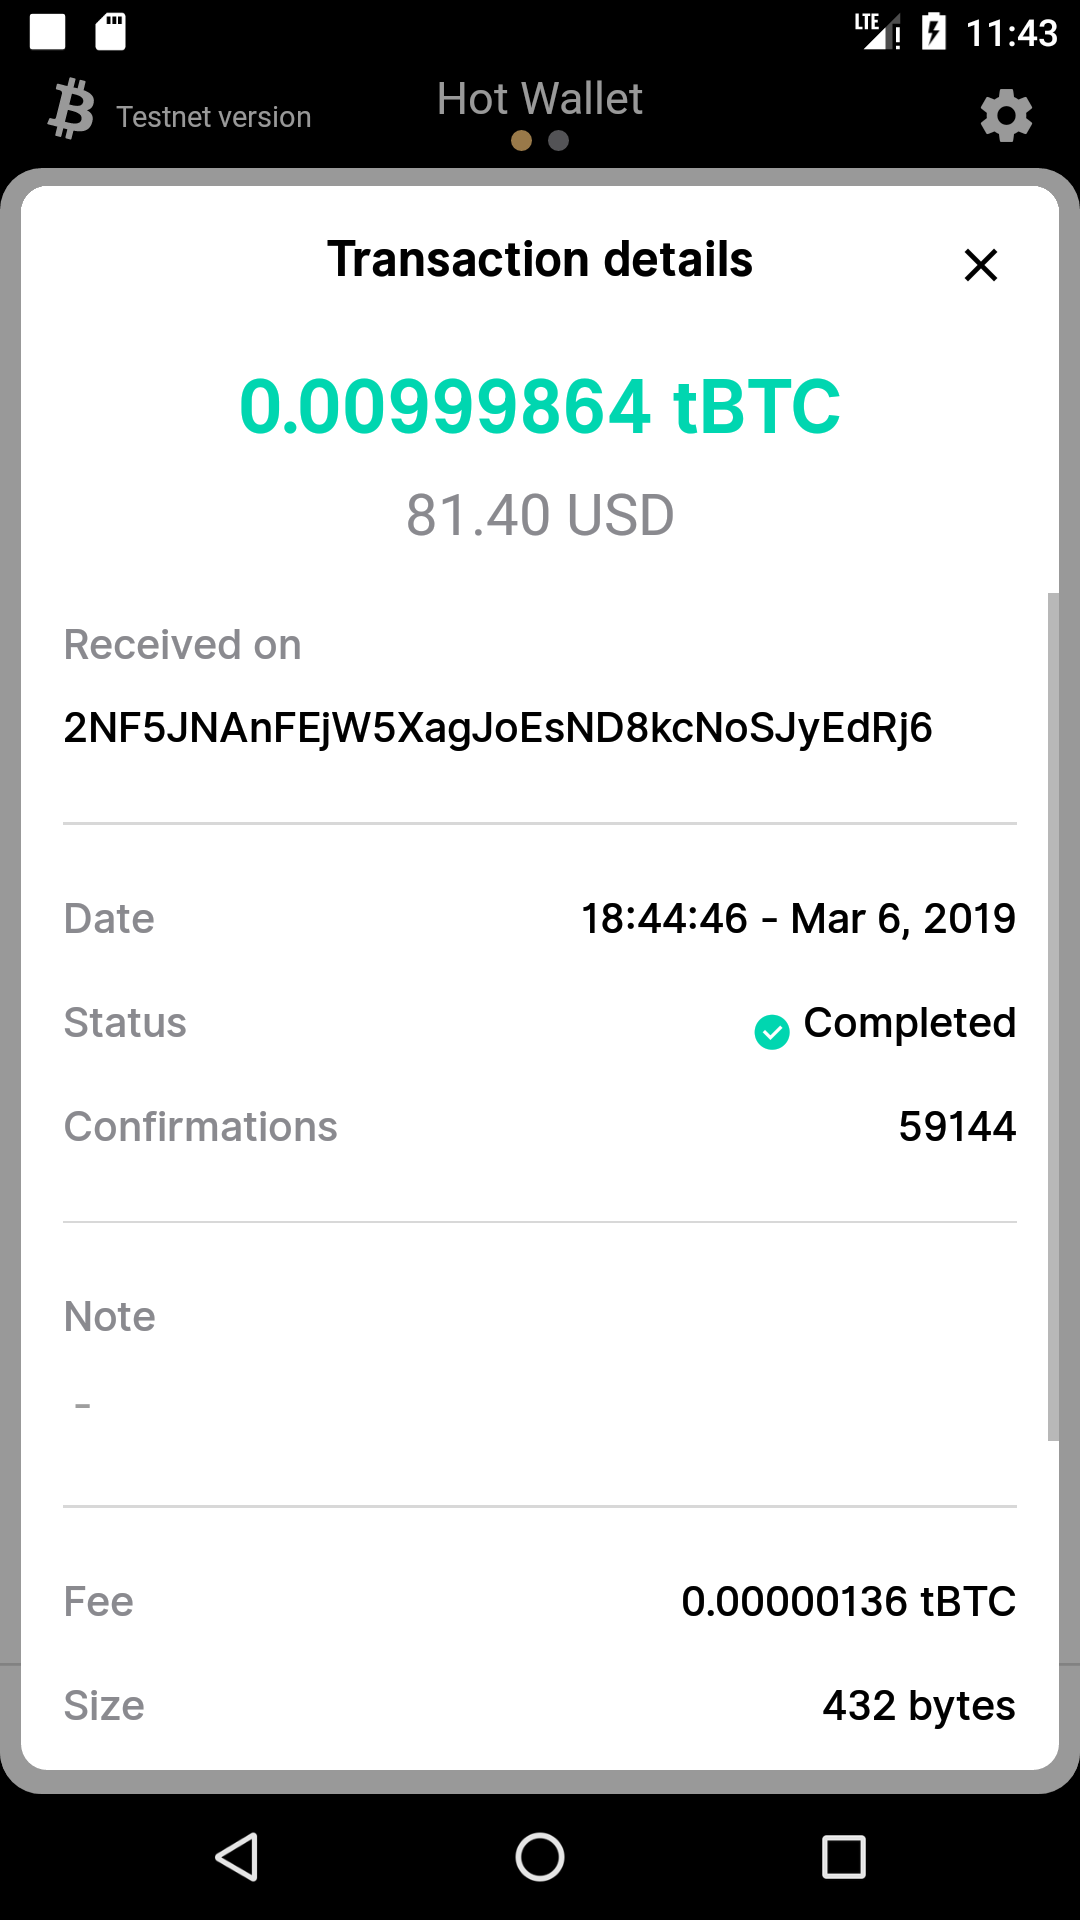 LTE 11:43
Testnet version
Hot Wallet
Transaction details
0.00999864 tBTC
81.40 USD
Received on
2NF5JNAnFEjW5XagJoEsND8kcNoSJyEdRj6
Date 18:44:46 - Mar 6, 2019
Status Completed
Confirmations 59144
Note
-
Fee 0.00000136 tBTC
Size 432 bytes